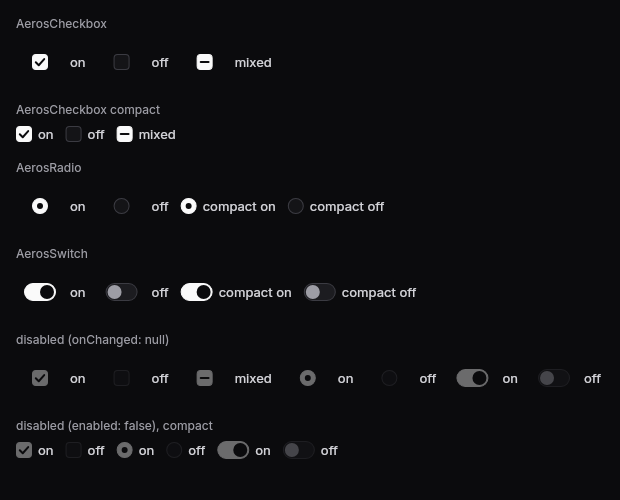 AerosCheckbox
on off mixed
AerosCheckbox compact
on off mixed
AerosRadio
on off compact on compact off
AerosSwitch
on off compact on compact off
disabled (onChanged: null)
on off mixed on off on off
disabled (enabled: false), compact
on off on off on off